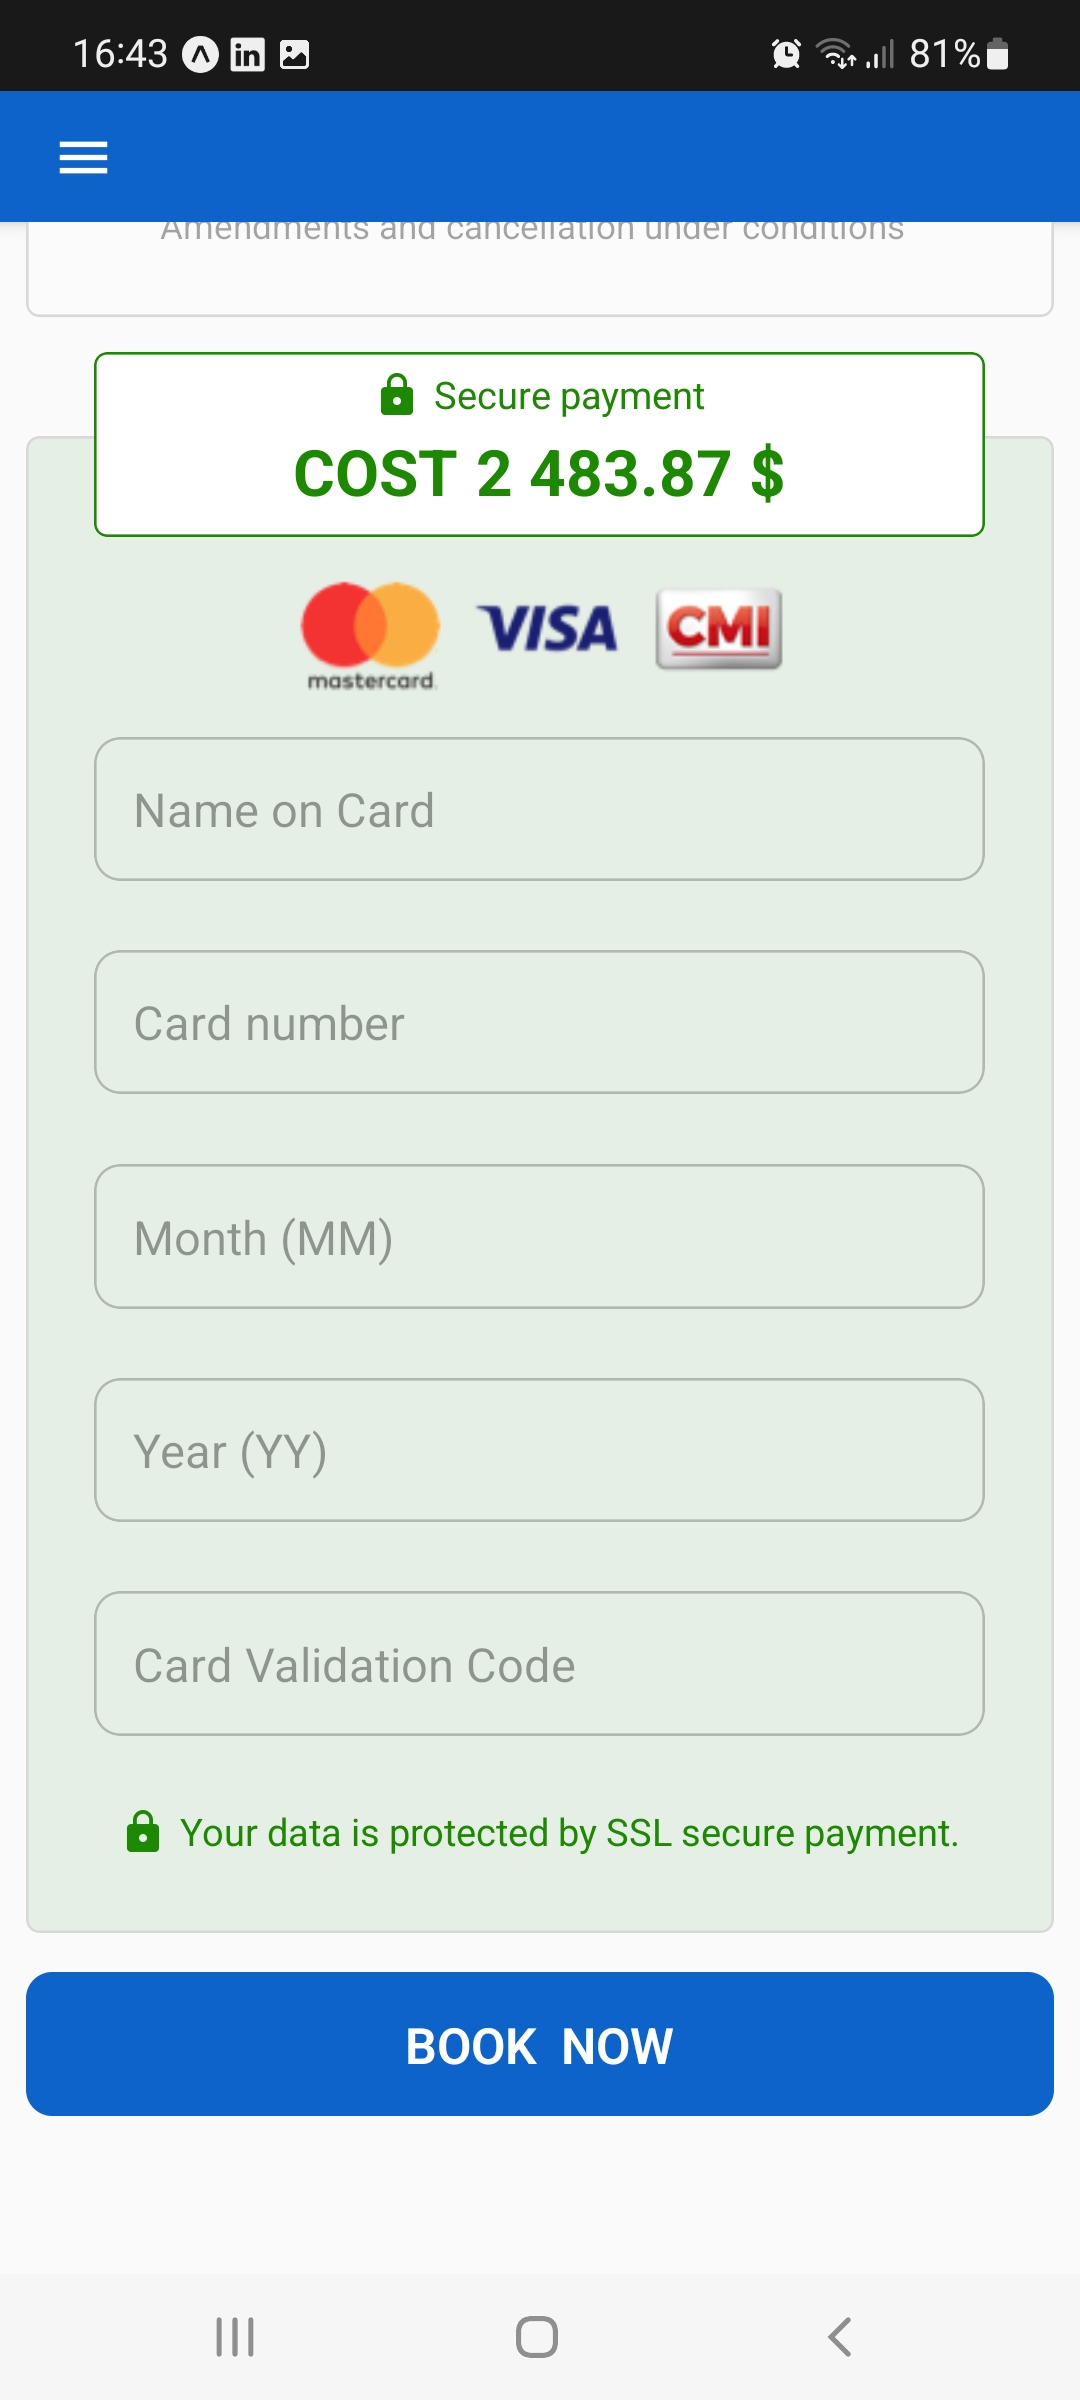 16:43 in 81%
Amendments and cancellation under conditions
Secure payment
COST 2 483.87 $
mastercard. VISA CMI
Name on Card
Card number
Month (MM)
Year (YY)
Card Validation Code
Your data is protected by SSL secure payment.
BOOK NOW